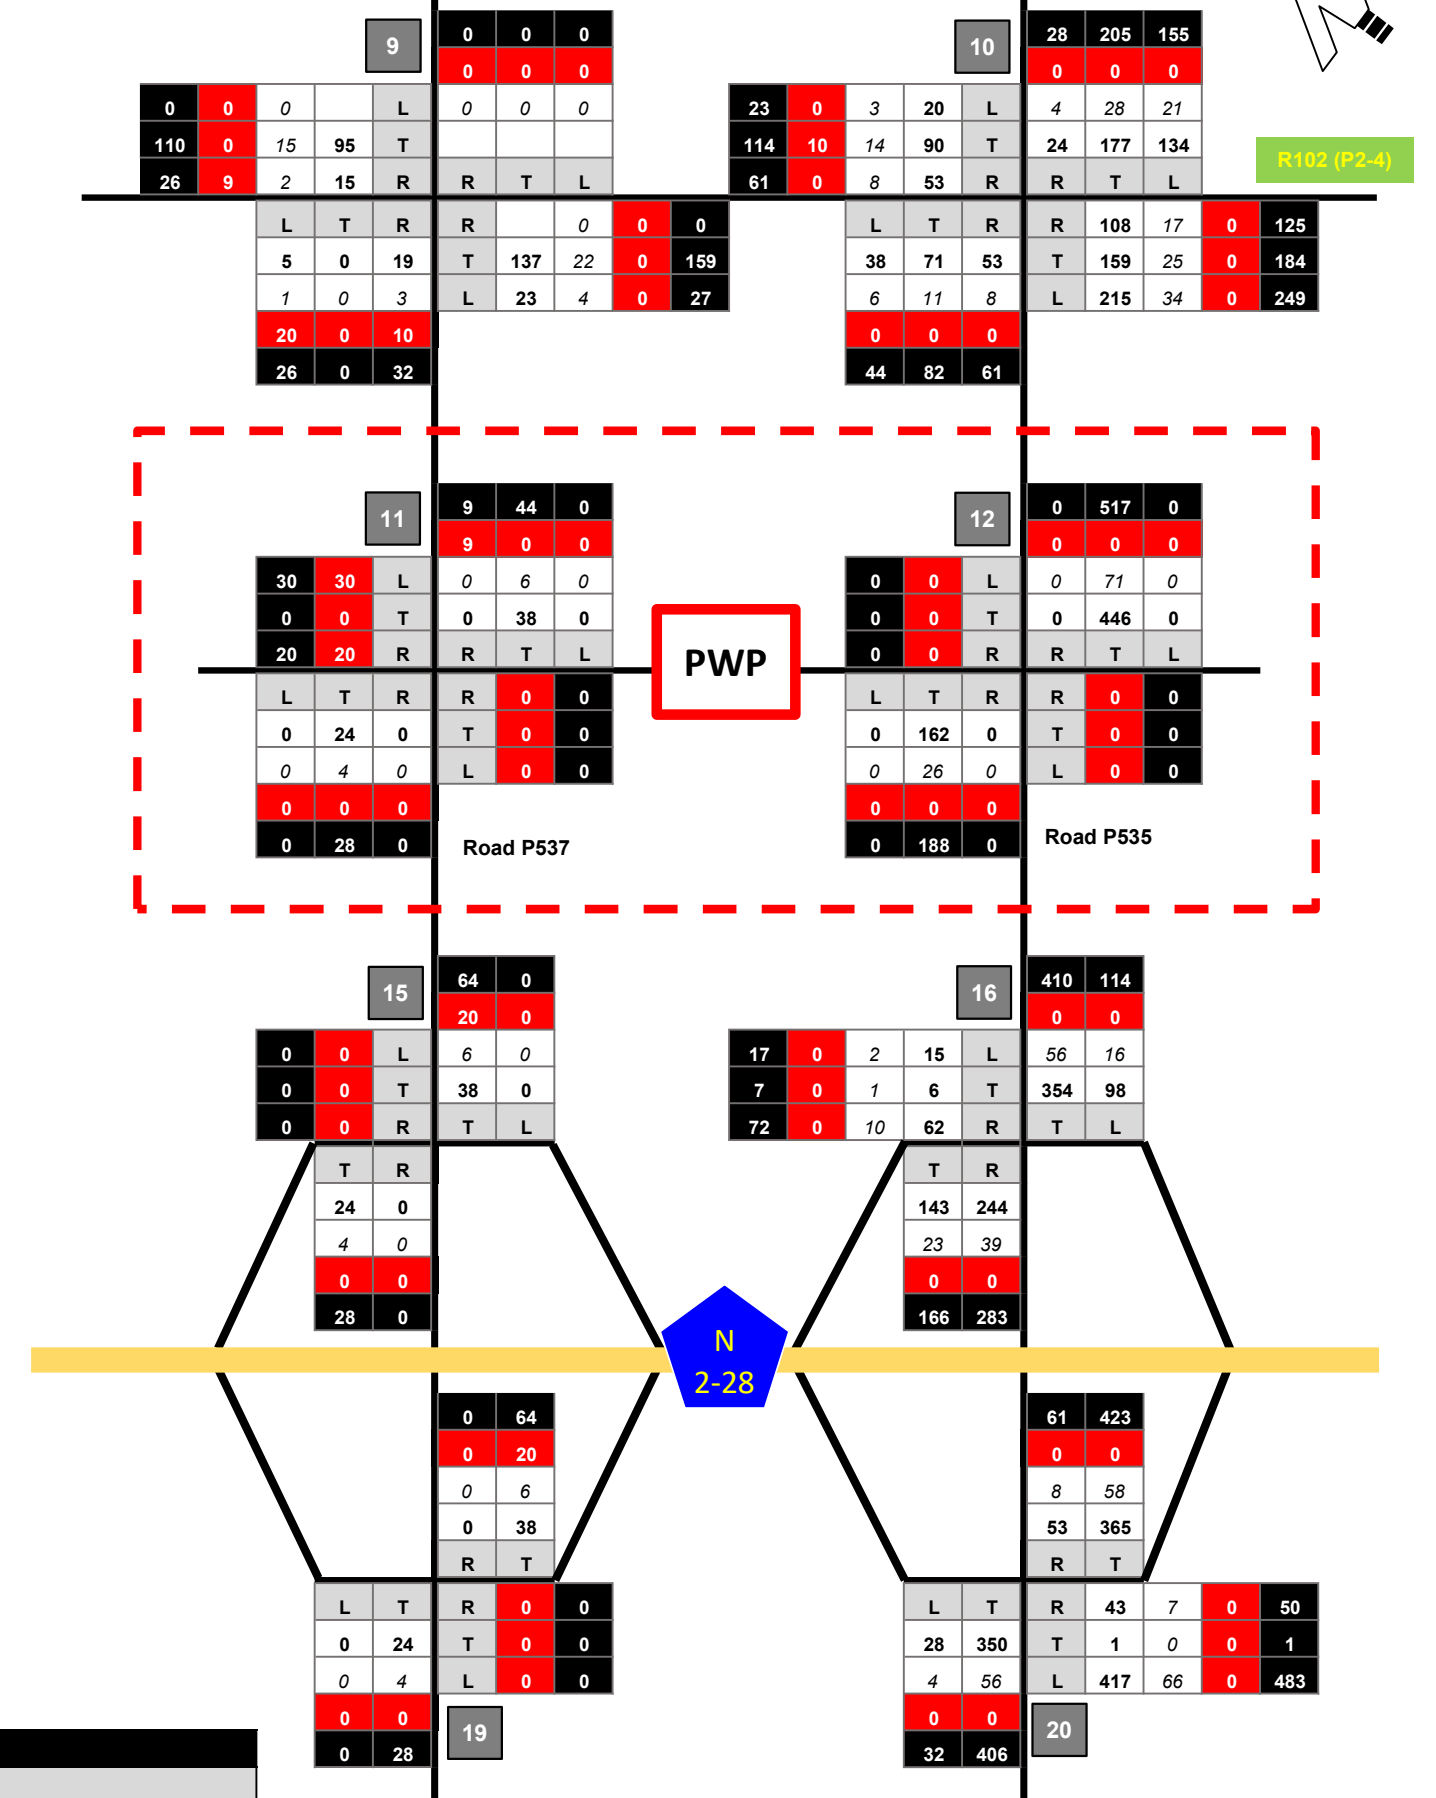 0 0 0 28 205 155
9 10
0 0 0 0 0 0
0 0 0 L 0 0 0 23 0 3 20 L 4 28 21
110 0 15 95 T 114 10 14 90 T 24 177 134
R102 (P2-4)
26 9 2 15 R R T L 61 0 8 53 R R T L
L T R R 0 0 0 L T R R 108 17 0 125
5 0 19 T 137 22 0 159 38 71 53 T 159 25 0 184
1 0 3 L 23 4 0 27 6 11 8 L 215 34 0 249
20 0 10 0 0 0
26 0 32 44 82 61
9 44 0 0 517 0
11 12
9 0 0 0 0 0
30 30 L 0 6 0 0 0 L 0 71 0
0 0 T 0 38 0 0 0 T 0 446 0
20 20 R R T L PWP 0 0 R R T L
L T R R 0 0 L T R R 0 0
0 24 0 T 0 0 0 162 0 T 0 0
0 4 0 L 0 0 0 26 0 L 0 0
0 0 0 0 0 0
0 28 0 Road P537 0 188 0 Road P535
64 0 410 114
15 16
20 0 0 0
0 0 L 6 0 17 0 2 15 L 56 16
0 0 T 38 0 7 0 1 6 T 354 98
0 0 R T L 72 0 10 62 R T L
T R T R
24 0 143 244
4 0 23 39
0 0 0 0
28 0 166 283
N
2-28
0 64 61 423
0 20 0 0
0 6 8 58
0 38 53 365
R T R T
L T R 0 0 L T R 43 7 0 50
0 24 T 0 0 28 350 T 1 0 0 1
0 4 L 0 0 4 56 L 417 66 0 483
0 0 0 0
19 20
0 28 32 406